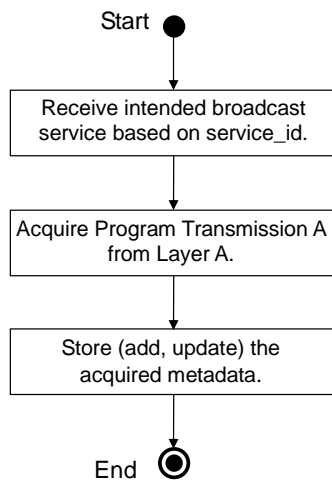 Start
Receive intended broadcast
service based on service_id.
Acquire Program Transmission A
from Layer A.
Store (add, update) the
acquired metadata.
End